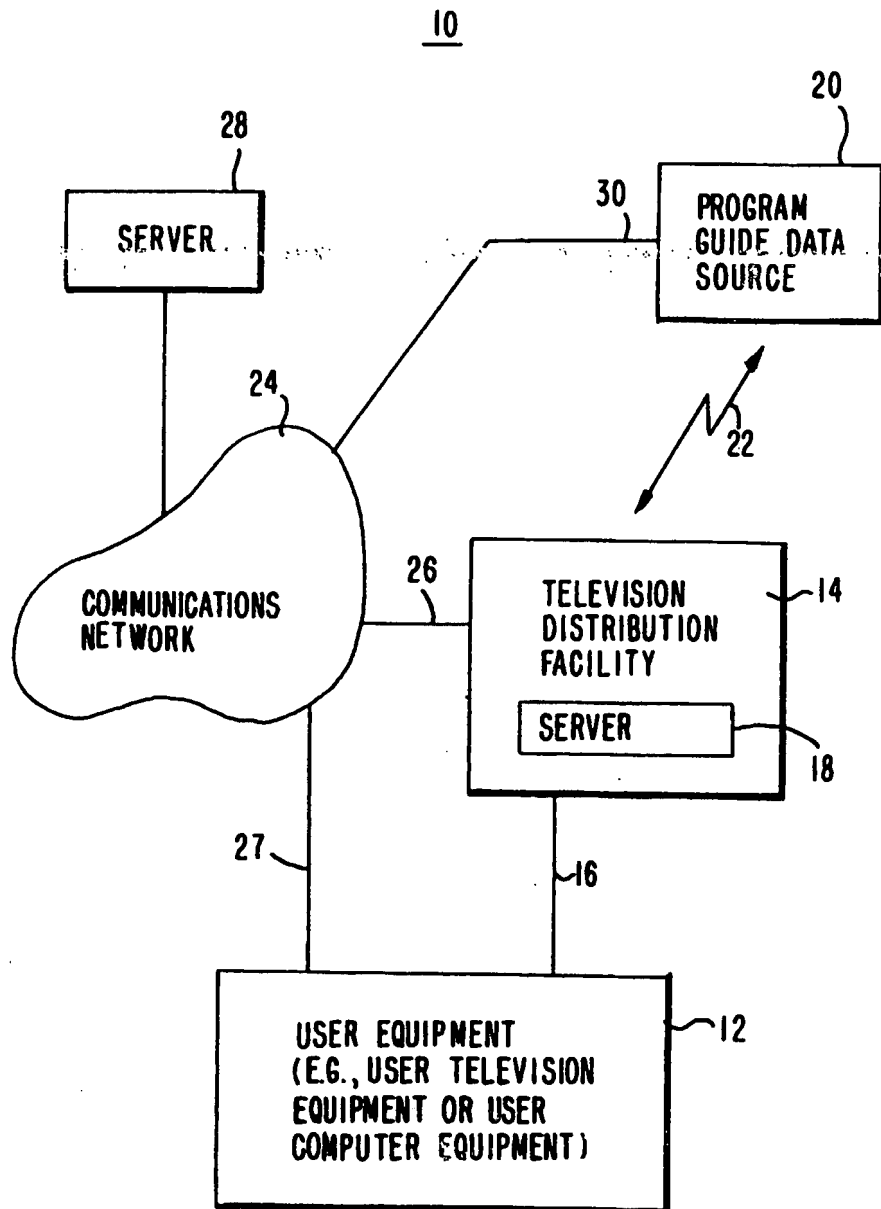 10
28
SERVER
20
PROGRAM
GUIDE DATA
SOURCE
30
22
24
COMMUNICATIONS
NETWORK
26
TELEVISION
DISTRIBUTION
FACILITY
14
SERVER
18
27
16
USER EQUIPMENT
(E.G., USER TELEVISION
EQUIPMENT OR USER
COMPUTER EQUIPMENT)
12